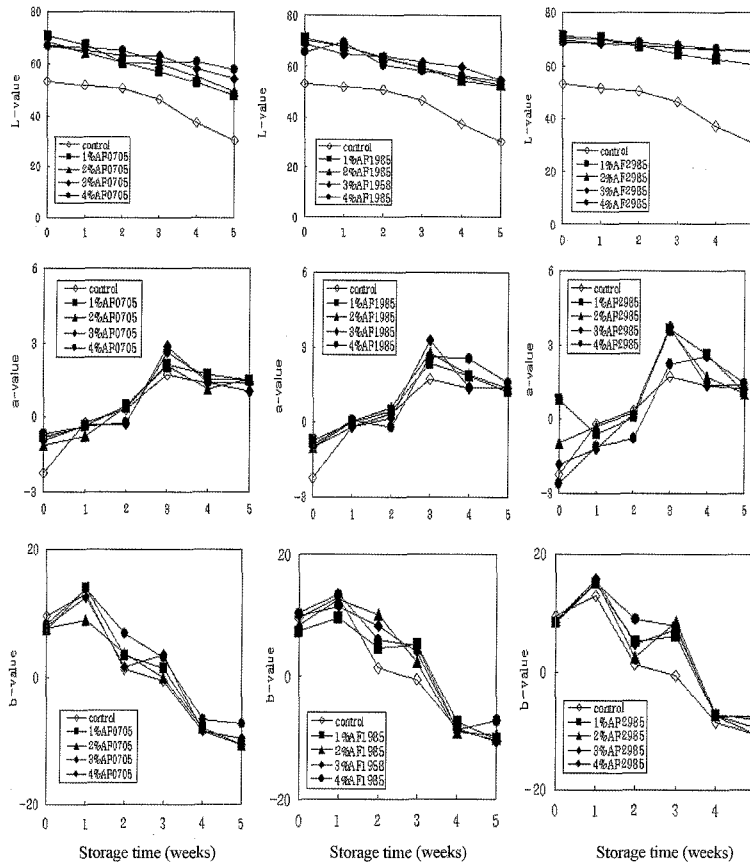 80
60
40
20
0
L-value
control
1%AF0705
2%AF0705
3%AF0705
4%AF0705
0 1 2 3 4 5
80
60
40
20
0
L-value
control
1%AF1985
2%AF1985
3%AF1958
4%AF1985
0 1 2 3 4 5
80
60
40
20
0
L-value
control
1%AF2985
2%AF2985
3%AF2985
4%AF2985
0 1 2 3 4
6
3
0
-3
a-value
control
1%AF0705
2%AF0705
3%AF0705
4%AF0705
0 1 2 3 4 5
6
3
0
-3
a-value
control
1%AF1985
2%AF1985
3%AF1985
4%AF1985
0 1 2 3 4 5
6
3
0
-3
a-value
control
1%AF2985
2%AF2985
3%AF2985
4%AF2985
0 1 2 3 4 5
20
10
0
-10
-20
b-value
control
1%AF0705
2%AF0705
3%AF0705
4%AF0705
0 1 2 3 4 5
Storage time (weeks)
20
10
0
-10
-20
b-value
control
1%AF1985
2%AF1985
3%AF1958
4%AF1985
0 1 2 3 4 5
Storage time (weeks)
20
10
0
-10
-20
b-value
control
1%AF2985
2%AF2985
3%AF2985
4%AF2985
0 1 2 3 4
Storage time (weeks)